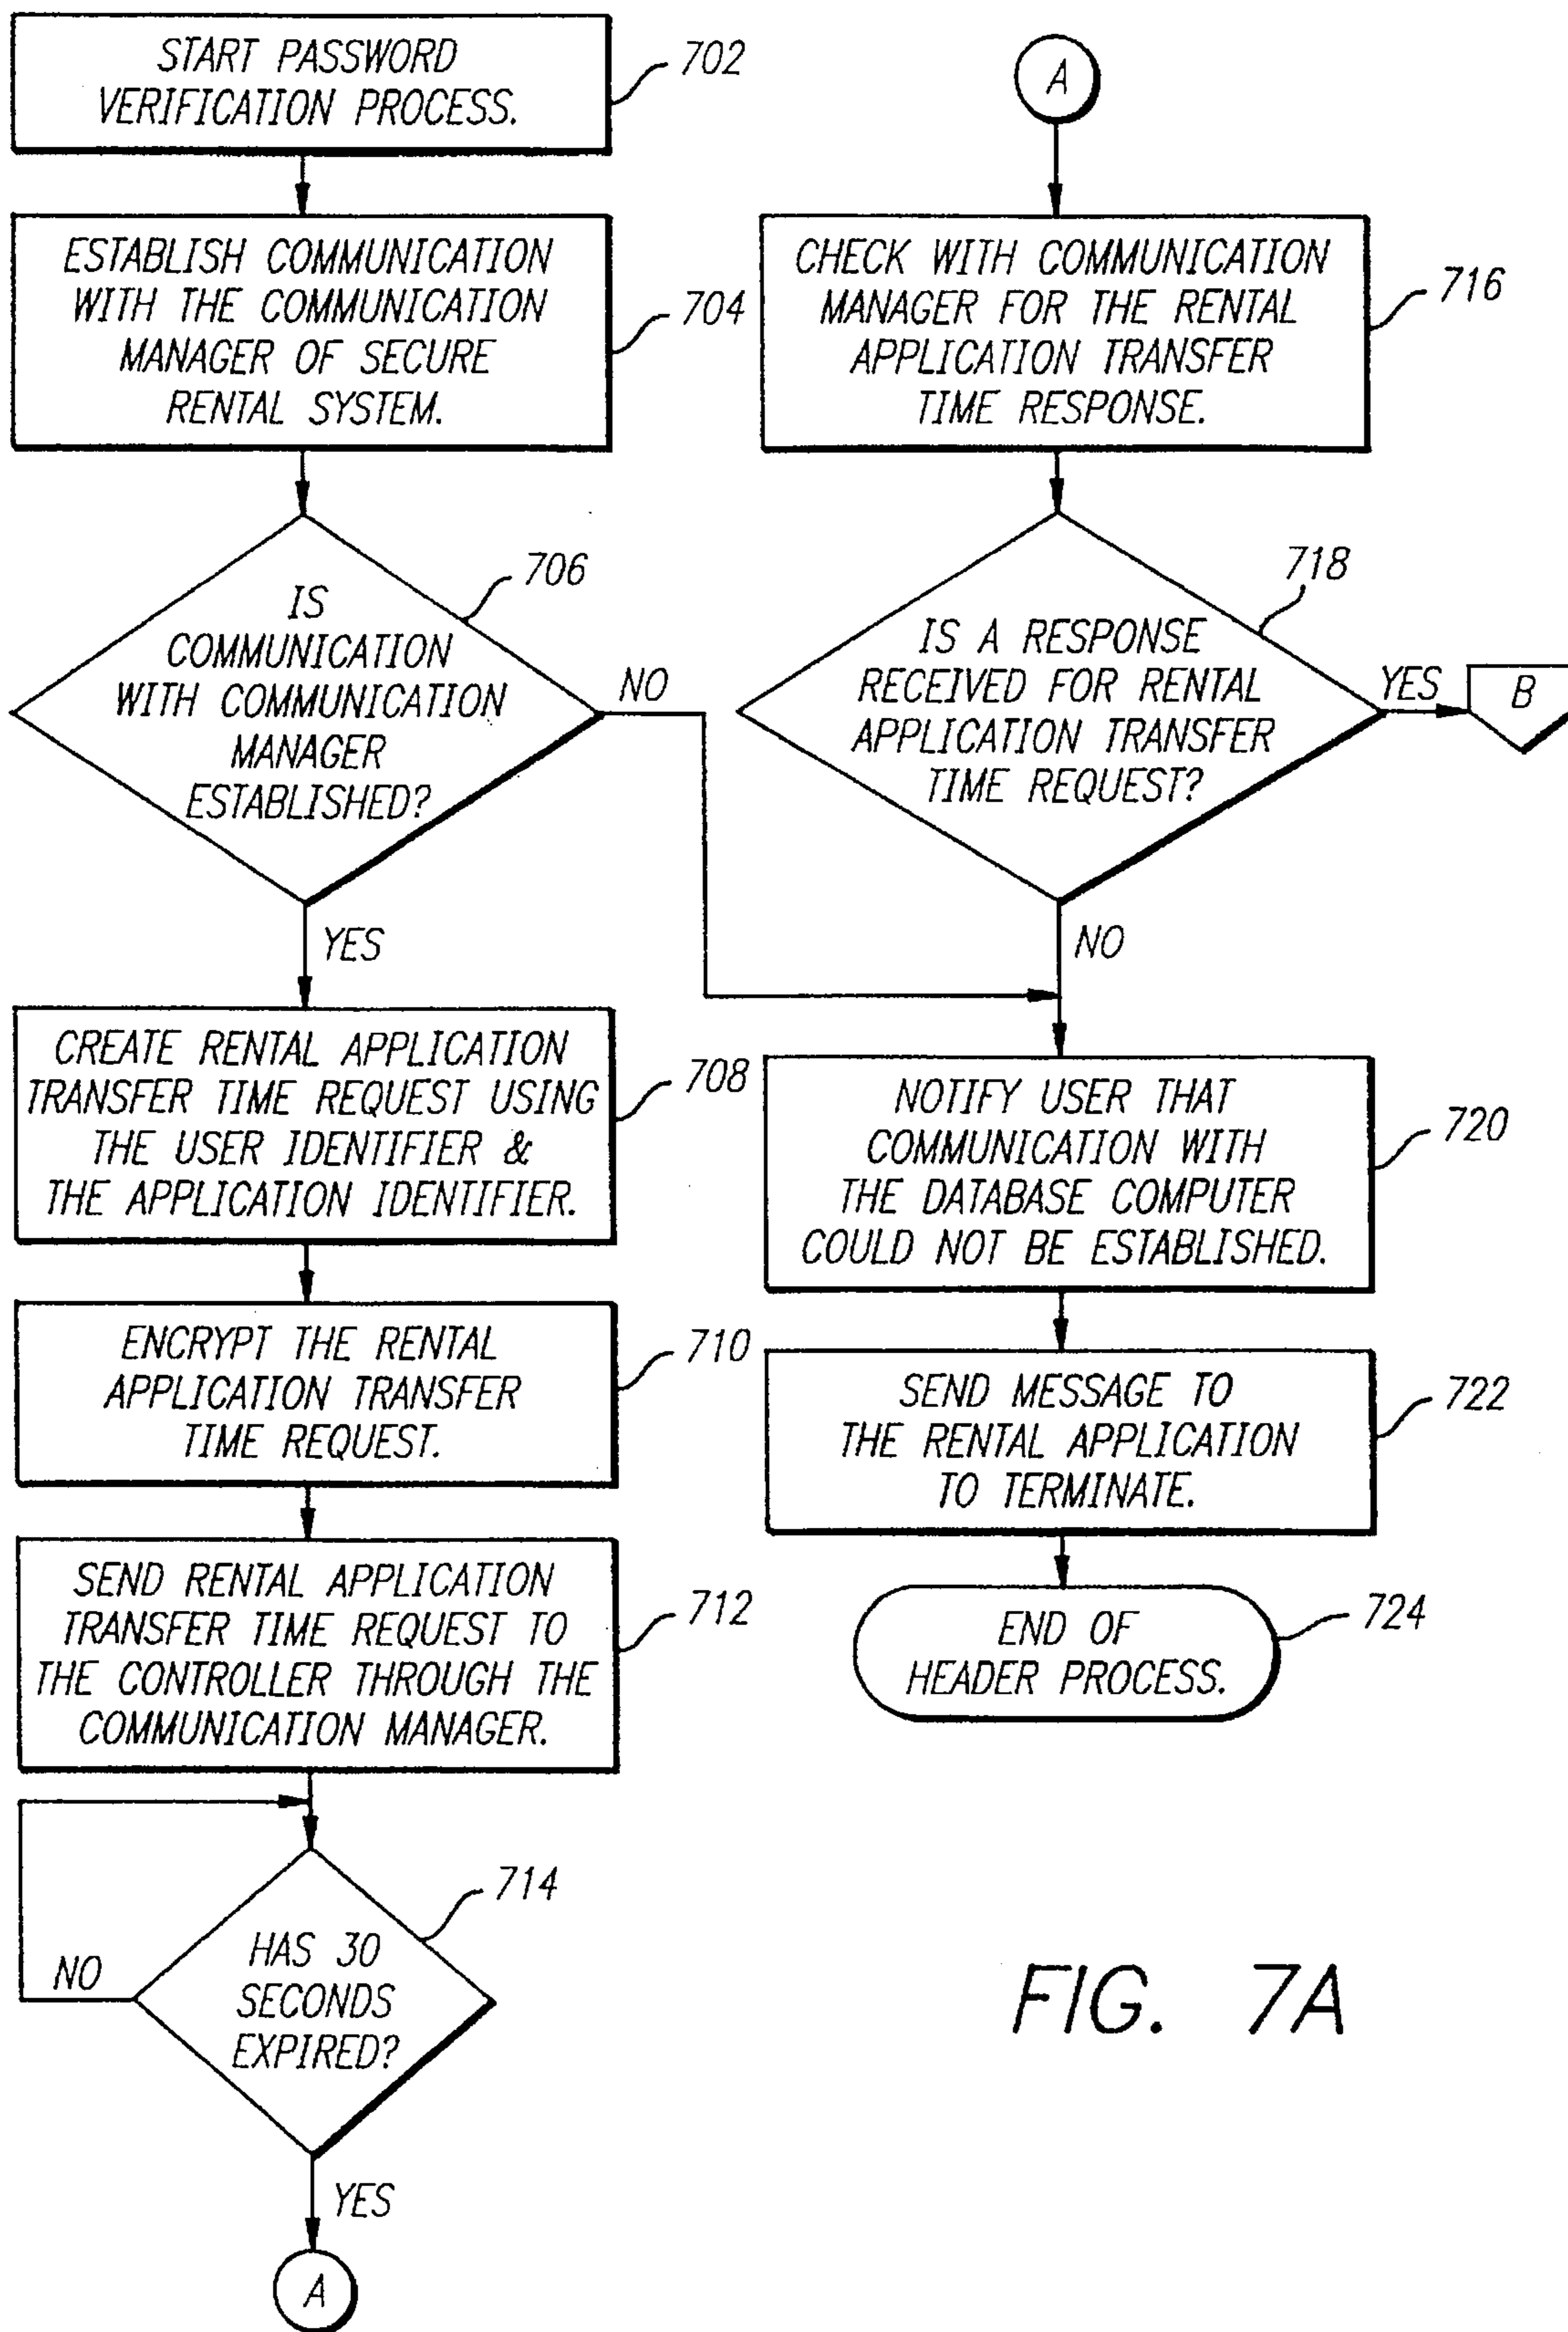 START PASSWORD
VERIFICATION PROCESS.
702
ESTABLISH COMMUNICATION
WITH THE COMMUNICATION
MANAGER OF SECURE
RENTAL SYSTEM.
704
IS
COMMUNICATION
WITH COMMUNICATION
MANAGER
ESTABLISHED?
706
NO
YES
CREATE RENTAL APPLICATION
TRANSFER TIME REQUEST USING
THE USER IDENTIFIER &
THE APPLICATION IDENTIFIER.
708
ENCRYPT THE RENTAL
APPLICATION TRANSFER
TIME REQUEST.
710
SEND RENTAL APPLICATION
TRANSFER TIME REQUEST TO
THE CONTROLLER THROUGH THE
COMMUNICATION MANAGER.
712
HAS 30
SECONDS
EXPIRED?
714
NO
YES
A
A
CHECK WITH COMMUNICATION
MANAGER FOR THE RENTAL
APPLICATION TRANSFER
TIME RESPONSE.
716
IS A RESPONSE
RECEIVED FOR RENTAL
APPLICATION TRANSFER
TIME REQUEST?
718
YES
B
NO
NOTIFY USER THAT
COMMUNICATION WITH
THE DATABASE COMPUTER
COULD NOT BE ESTABLISHED.
720
SEND MESSAGE TO
THE RENTAL APPLICATION
TO TERMINATE.
722
END OF
HEADER PROCESS.
724
FIG. 7A